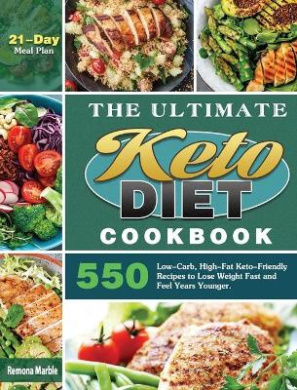 21-Day
Meal Plan
THE ULTIMATE
Keto
DIET
COOKBOOK
550
Low-Carb, High-Fat Keto-Friendly
Recipes to Lose Weight Fast and
Feel Years Younger.
Remona Marble